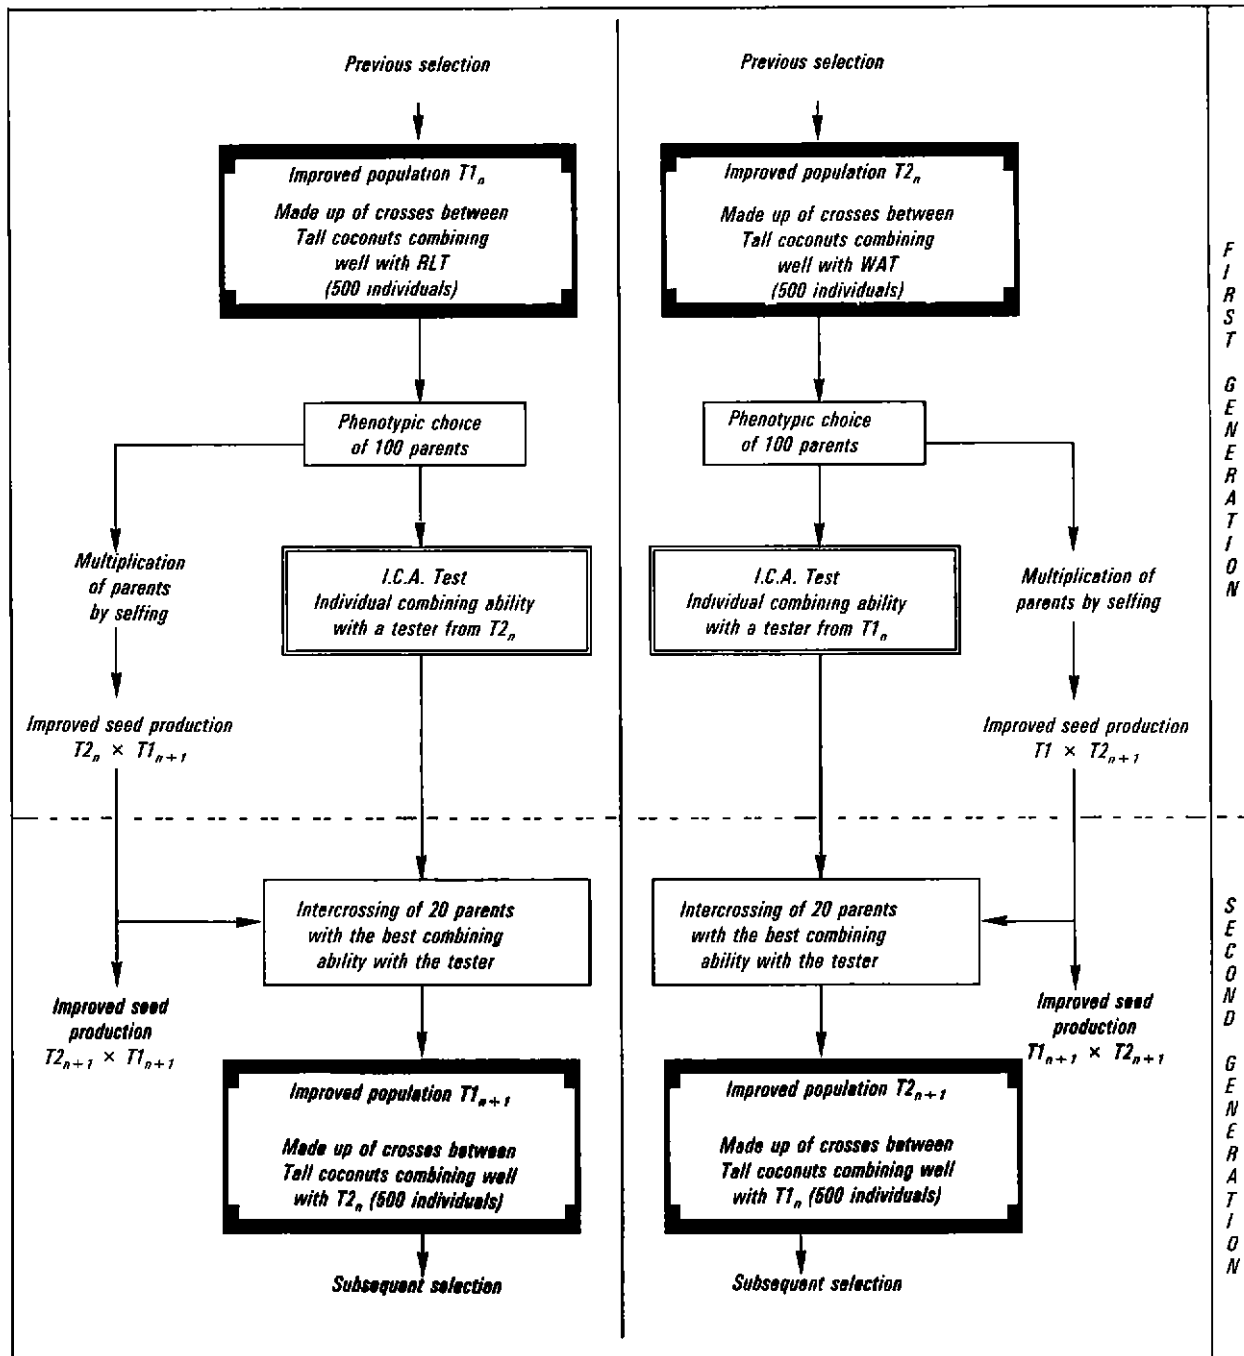 Previous selection
Improved population T1n
Made up of crosses between
Tall coconuts combining
well with RLT
(500 individuals)
Phenotypic choice
of 100 parents
Multiplication
of parents
by selfing
I.C.A. Test
Individual combining ability
with a tester from T2n
Improved seed production
T2n × T1n+1
Intercrossing of 20 parents
with the best combining
ability with the tester
Improved seed
production
T2n+1 × T1n+1
Improved population T1n+1
Made up of crosses between
Tall coconuts combining well
with T2n (500 individuals)
Subsequent selection
Previous selection
Improved population T2n
Made up of crosses between
Tall coconuts combining
well with WAT
(500 individuals)
Phenotypic choice
of 100 parents
I.C.A. Test
Individual combining ability
with a tester from T1n
Multiplication of
parents by selfing
Improved seed production
T1 × T2n+1
Intercrossing of 20 parents
with the best combining
ability with the tester
Improved seed
production
T1n+1 × T2n+1
Improved population T2n+1
Made up of crosses between
Tall coconuts combining well
with T1n (500 individuals)
Subsequent selection
FIRST GENERATION
SECOND GENERATION